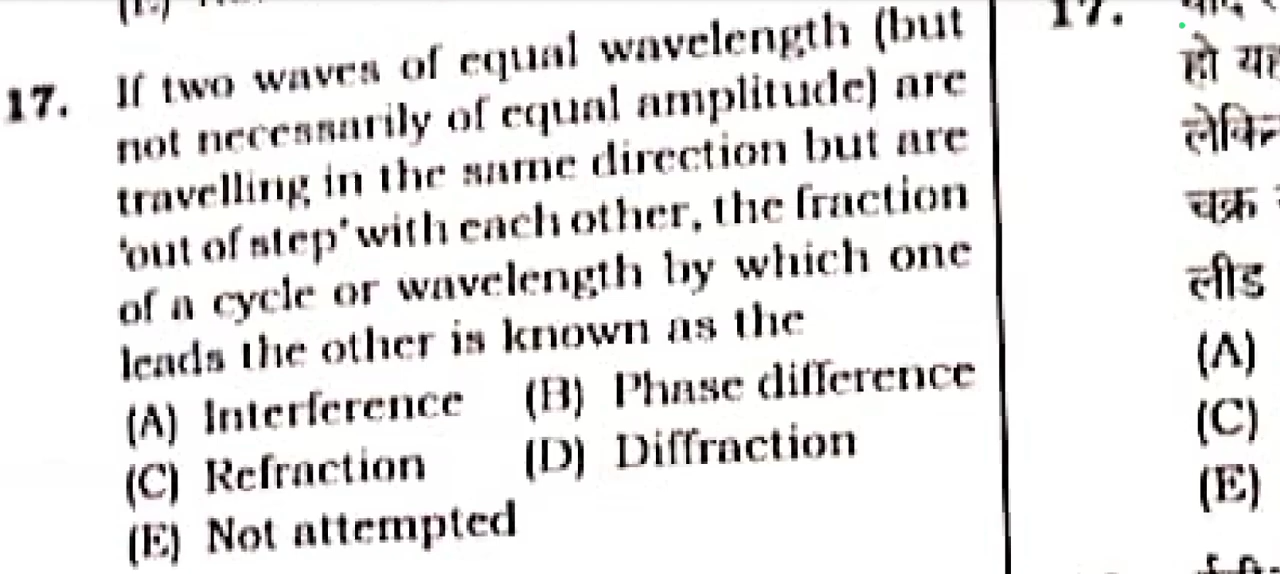 17. If two waves of equal wavelength (but
not necessarily of equal amplitude) are
travelling in the same direction but are
'out of step' with each other, the fraction
of a cycle or wavelength by which one
leads the other is known as the
(A) Interference (B) Phase difference
(C) Refraction (D) Diffraction
(E) Not attempted
17.
हो
चक्र
लीड
(A)
(C)
(E)